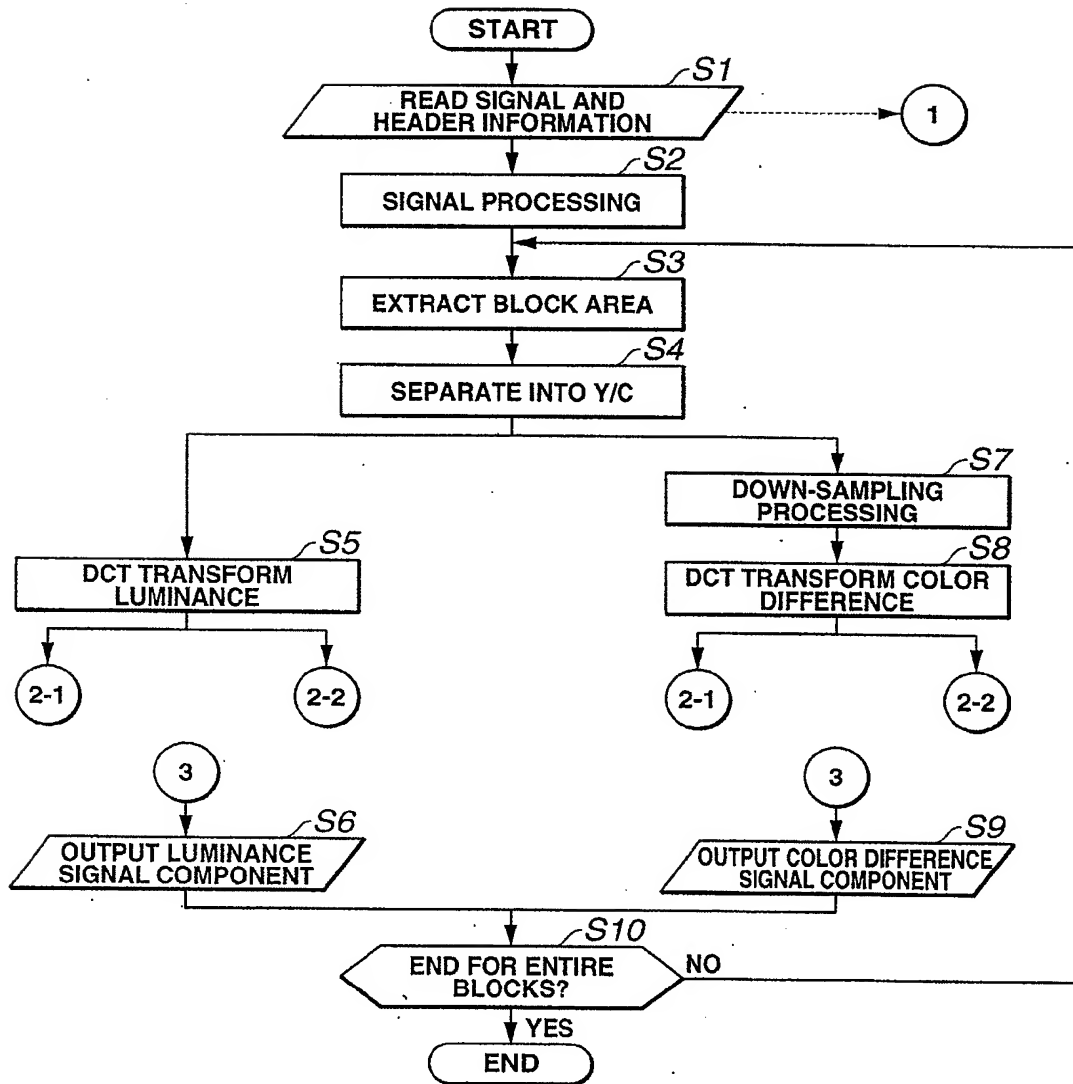 START
S1
READ SIGNAL AND
HEADER INFORMATION
1
S2
SIGNAL PROCESSING
S3
EXTRACT BLOCK AREA
S4
SEPARATE INTO Y/C
S7
DOWN-SAMPLING
PROCESSING
S5
DCT TRANSFORM
LUMINANCE
S8
DCT TRANSFORM COLOR
DIFFERENCE
2-1
2-2
2-1
2-2
3
3
S6
OUTPUT LUMINANCE
SIGNAL COMPONENT
S9
OUTPUT COLOR DIFFERENCE
SIGNAL COMPONENT
S10
END FOR ENTIRE
BLOCKS?
NO
YES
END